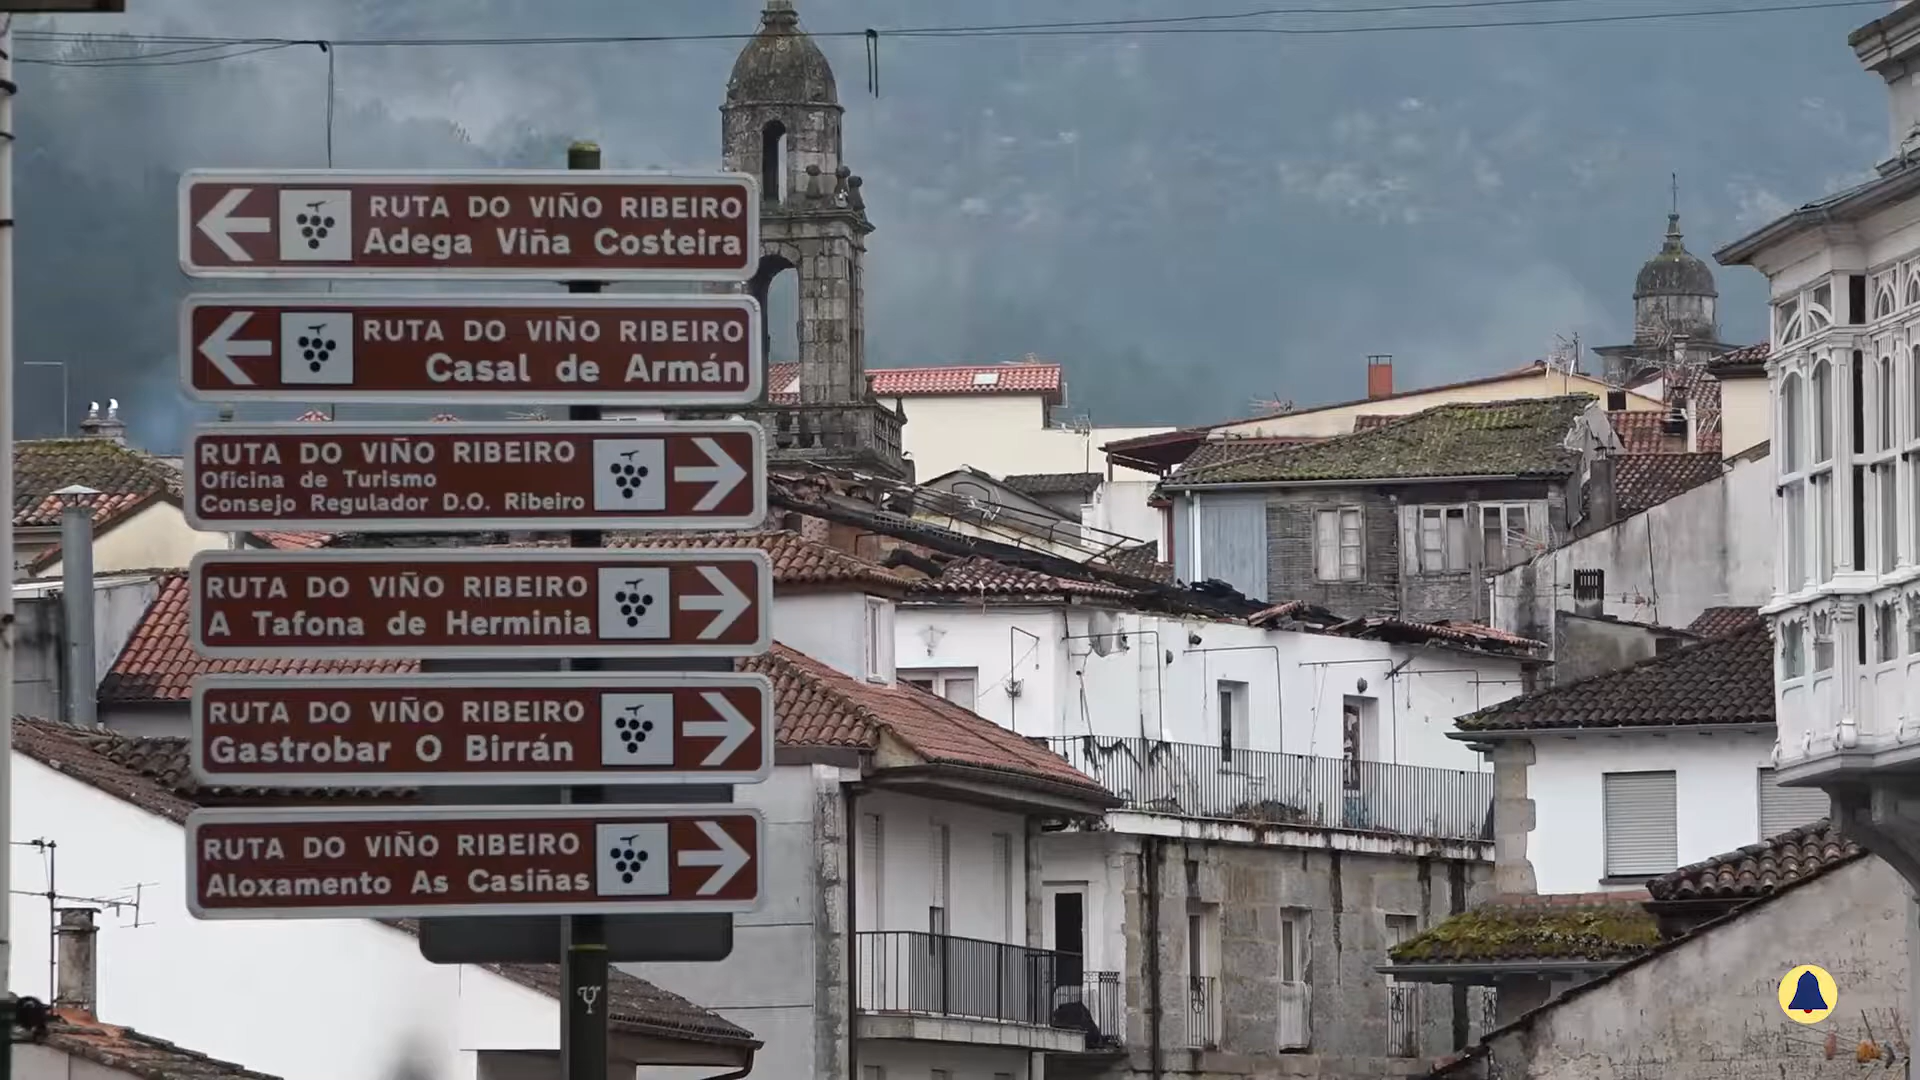 RUTA DO VIÑO RIBEIRO
Adega Viña Costeira
RUTA DO VIÑO RIBEIRO
Casal de Armán
RUTA DO VIÑO RIBEIRO
Oficina de Turismo
Consejo Regulador D.O. Ribeiro
RUTA DO VIÑO RIBEIRO
A Tafona de Herminia
RUTA DO VIÑO RIBEIRO
Gastrobar O Birrán
RUTA DO VIÑO RIBEIRO
Aloxamento As Casiñas